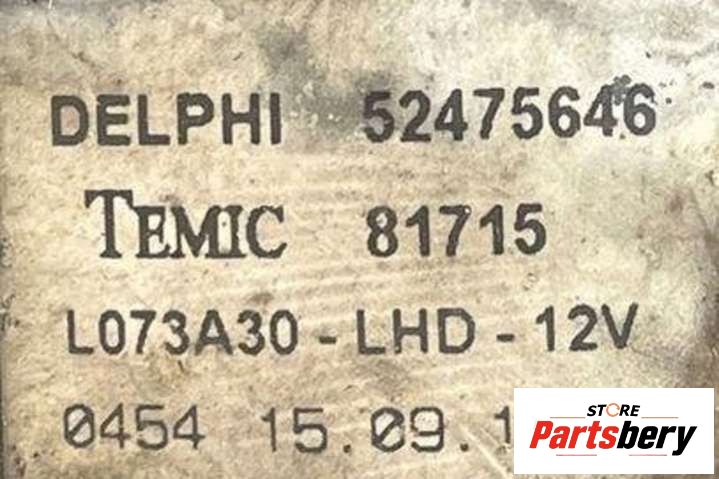 DELPHI 52475646
TEMIC 81715
L073A30-LHD-12V
0454 15.09.1
STORE
Partsbery